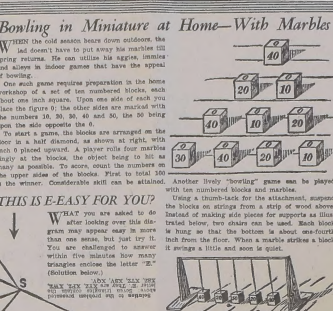 Bowling in Miniature at Home—With Marbles
WHEN the cold season bears down outdoors, the
lad doesn't have to put away his marbles till
spring returns. He can utilize his aggies, immies
and alleys in indoor games that have the appeal
of bowling.
One such game requires preparation in the home
workshop of a set of ten numbered blocks, each
about one inch square. Upon one side of each you
place the figure 0; the other sides are marked with
the numbers 10, 20, 30, 40 and 50, the 50 being
upon the side opposite the 0.
To start a game, the blocks are arranged on the
floor in a half diamond, as shown at right, with
each 0 placed upward. A player rolls four marbles
singly at the blocks, the object being to hit as
many as possible. To score, count the numbers on
the upper sides of the blocks. First to total 100
is the winner. Considerable skill can be attained.
40
20 10
40 10 20
30 40 20 10
Another lively "bowling" game can be played
with ten numbered blocks and marbles.
Using a thumb-tack for the attachment, suspend
the blocks on strings from a strip of wood above.
Instead of making side pieces for supports as illus-
trated below, two chairs can be used. Each block
is hung so that the bottom is about one-fourth
inch from the floor. When a marble strikes a block
it swings a little and soon is quiet.
THIS IS E-EASY FOR YOU?
WHAT you are asked to do
after looking over this dia-
gram may appear easy in more
than one sense, but just try it.
You are challenged to answer
within five minutes how many
triangles enclose the letter "E."
(Solution below.)
S